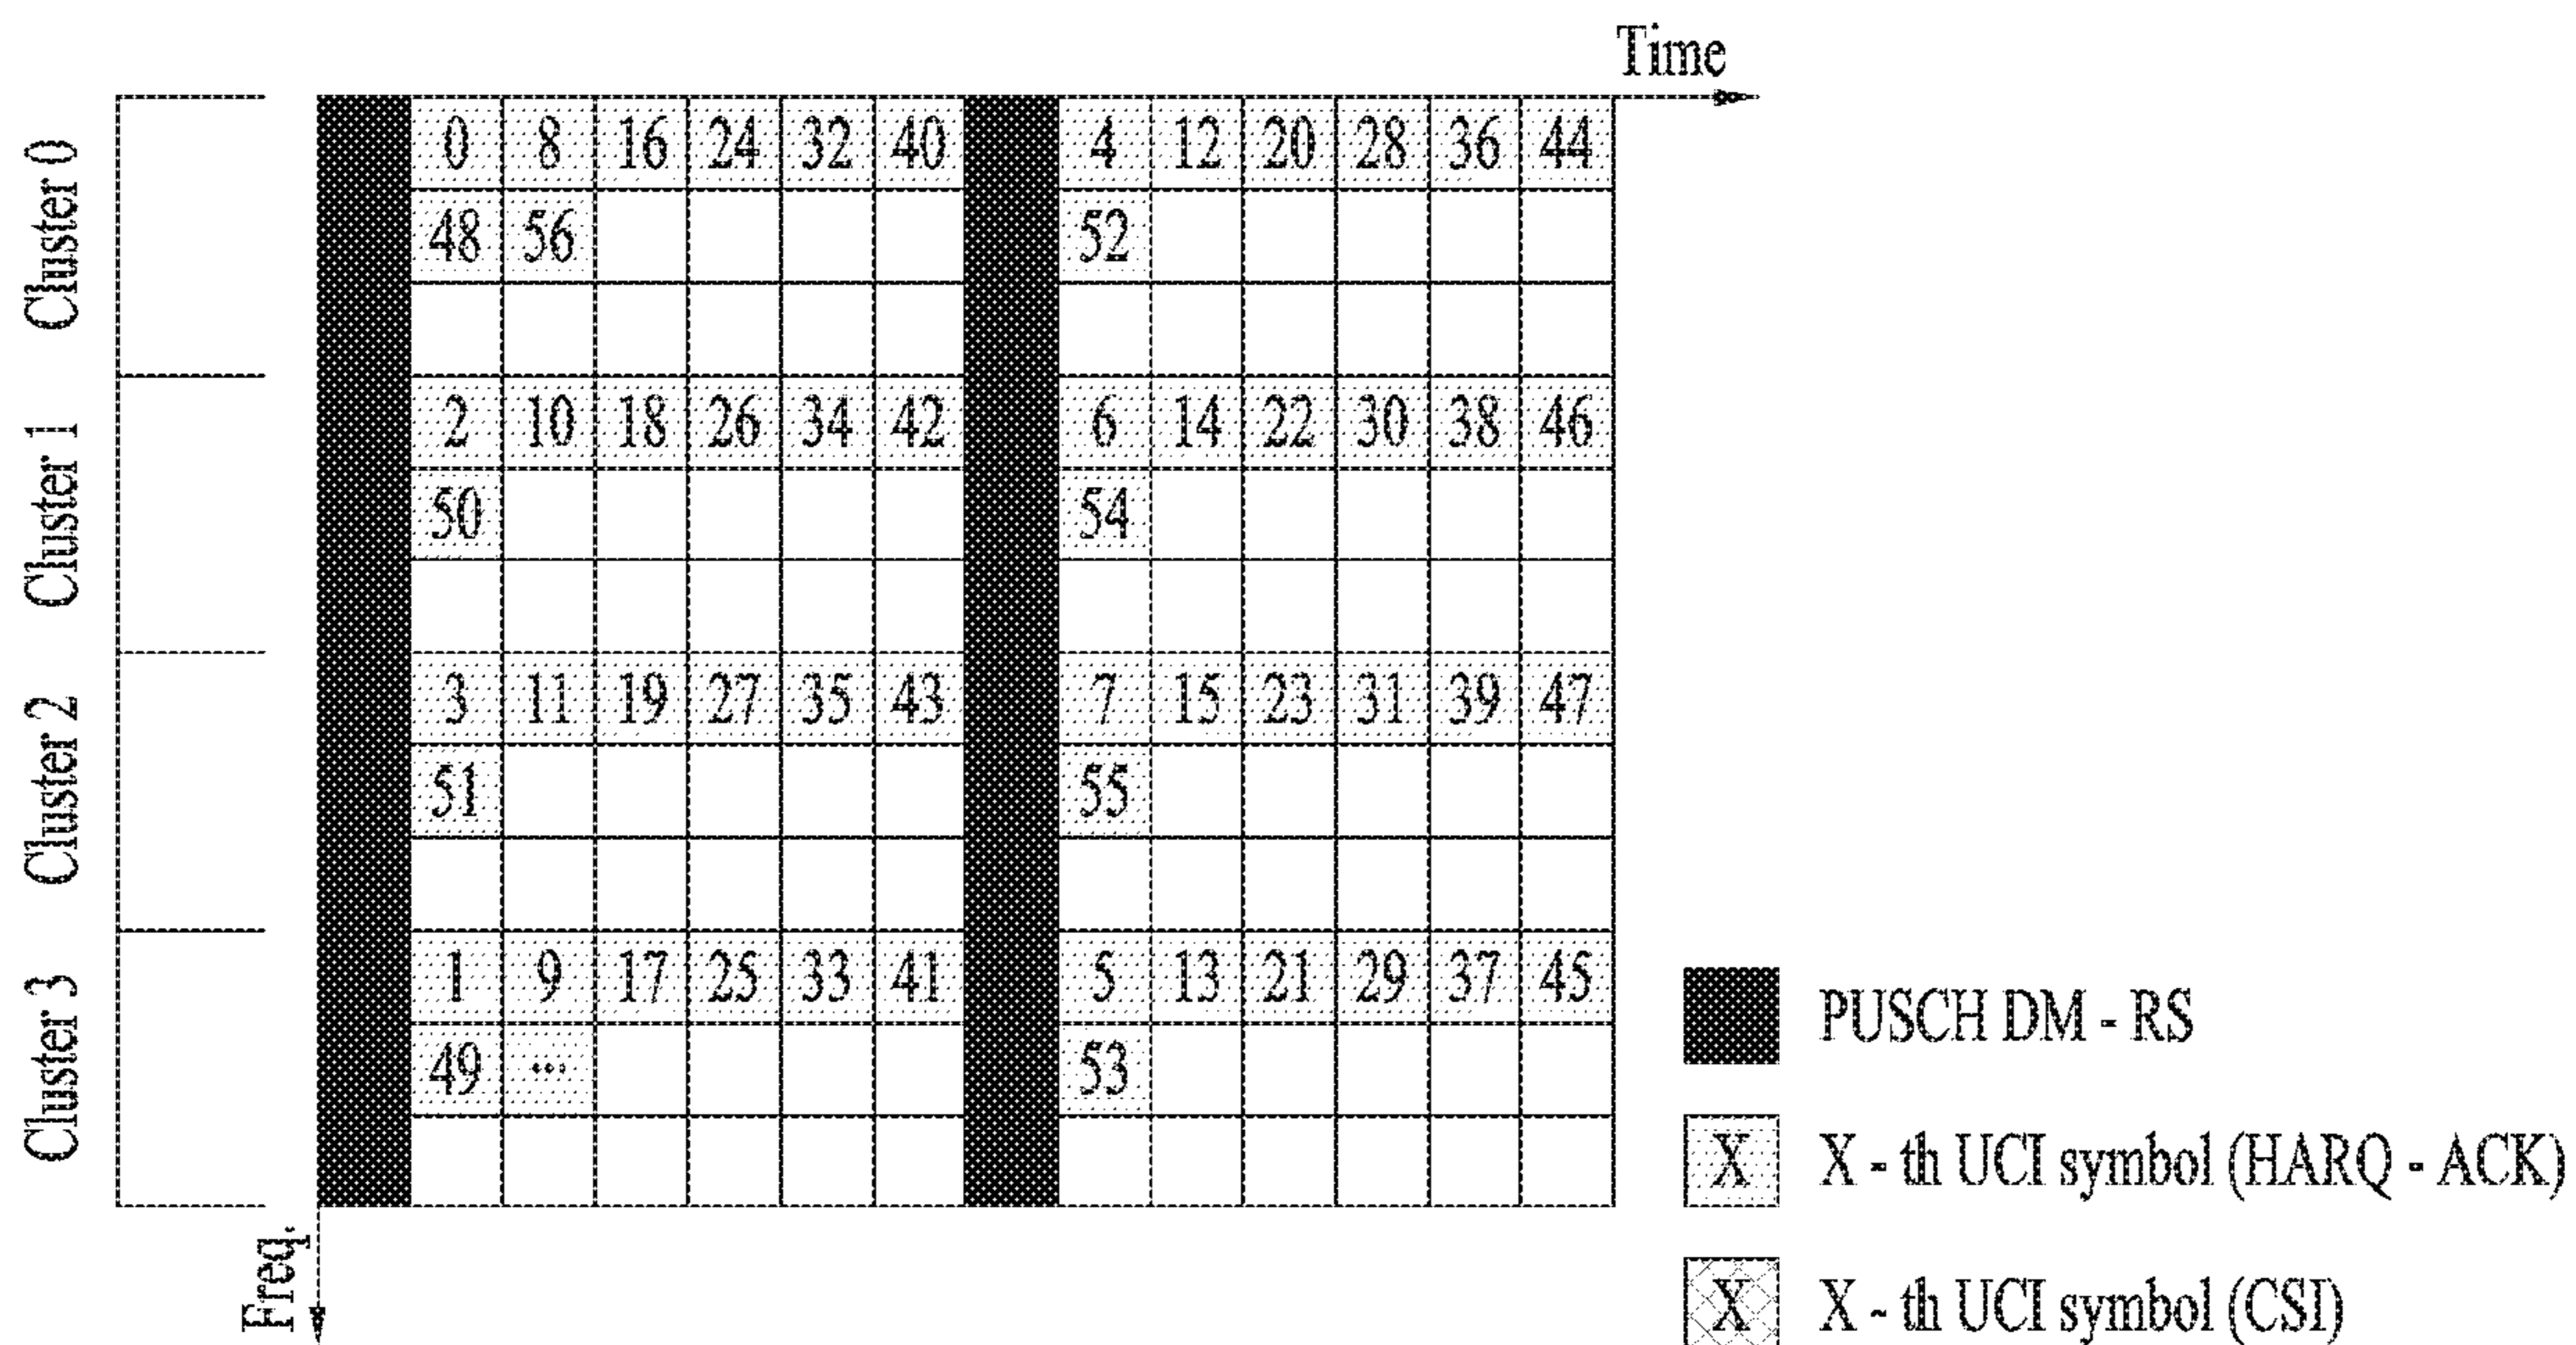 Time
Cluster 0
0 8 16 24 32 40 4 12 20 28 36 44
48 56 52
Cluster 1
2 10 18 26 34 42 6 14 22 30 38 46
50 54
Cluster 2
3 11 19 27 35 43 7 15 23 31 39 47
51 55
Cluster 3
1 9 17 25 33 41 5 13 21 29 37 45
49 ... 53
Freq.
PUSCH DM - RS
X X - th UCI symbol (HARQ - ACK)
X X - th UCI symbol (CSI)